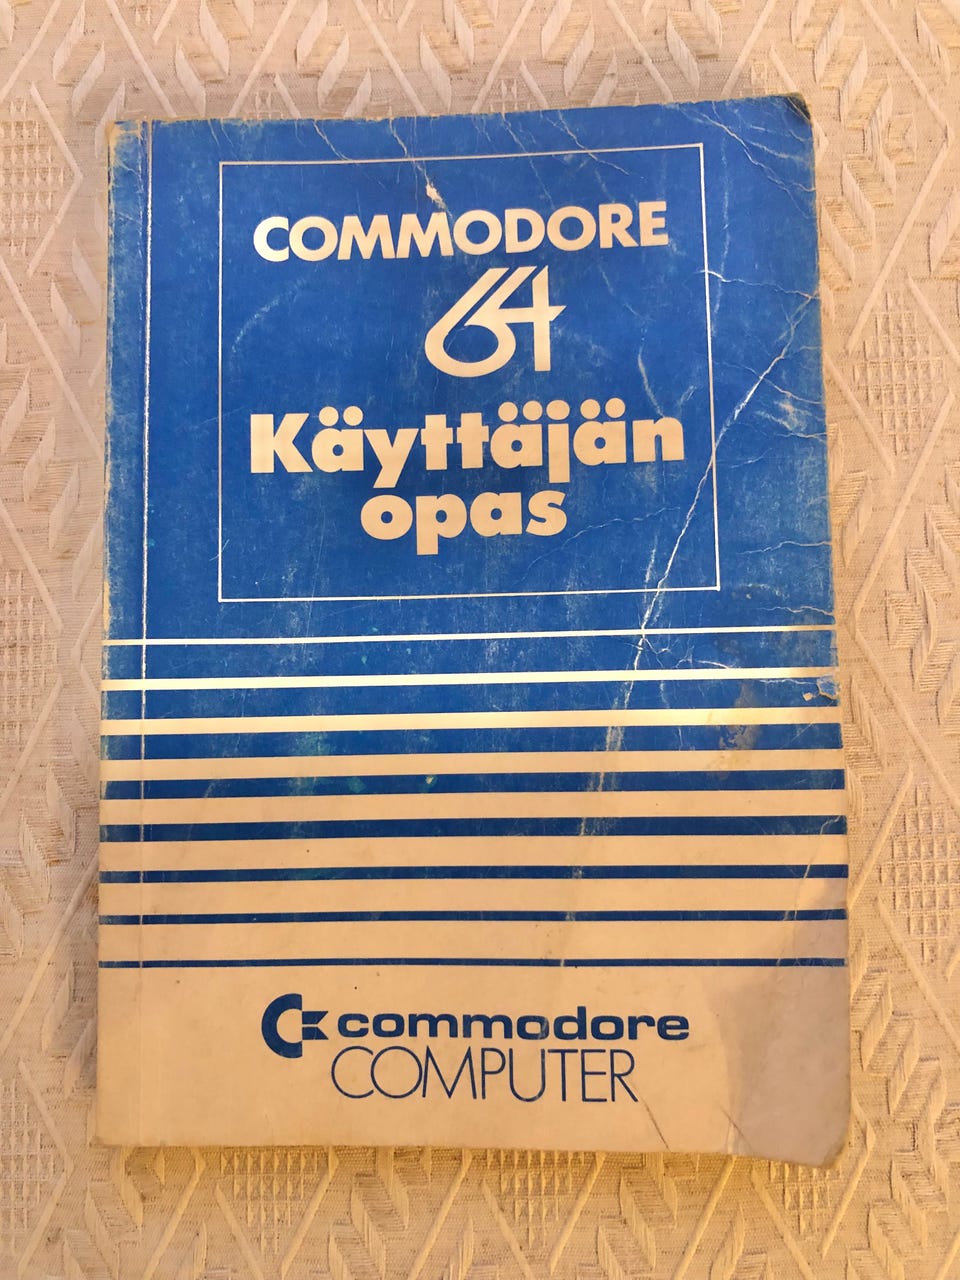 COMMODORE
64
Käyttäjän
opas
commodore
COMPUTER